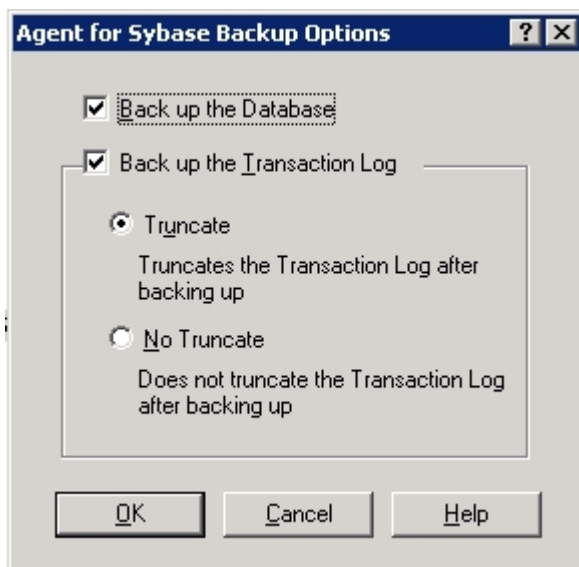 Agent for Sybase Backup Options
Back up the Database
Back up the Transaction Log
Truncate
Truncates the Transaction Log after
backing up
No Truncate
Does not truncate the Transaction Log
after backing up
OK Cancel Help